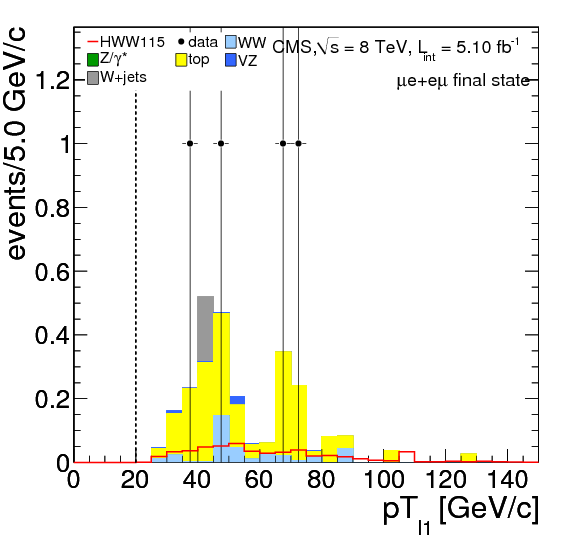 HWW115 data WW CMS,√s = 8 TeV, L_int = 5.10 fb⁻¹
Z/γ* top VZ
W+jets μe+eμ final state
events/5.0 GeV/c
1.2
1
0.8
0.6
0.4
0.2
0
0 20 40 60 80 100 120 140
pT_l1 [GeV/c]